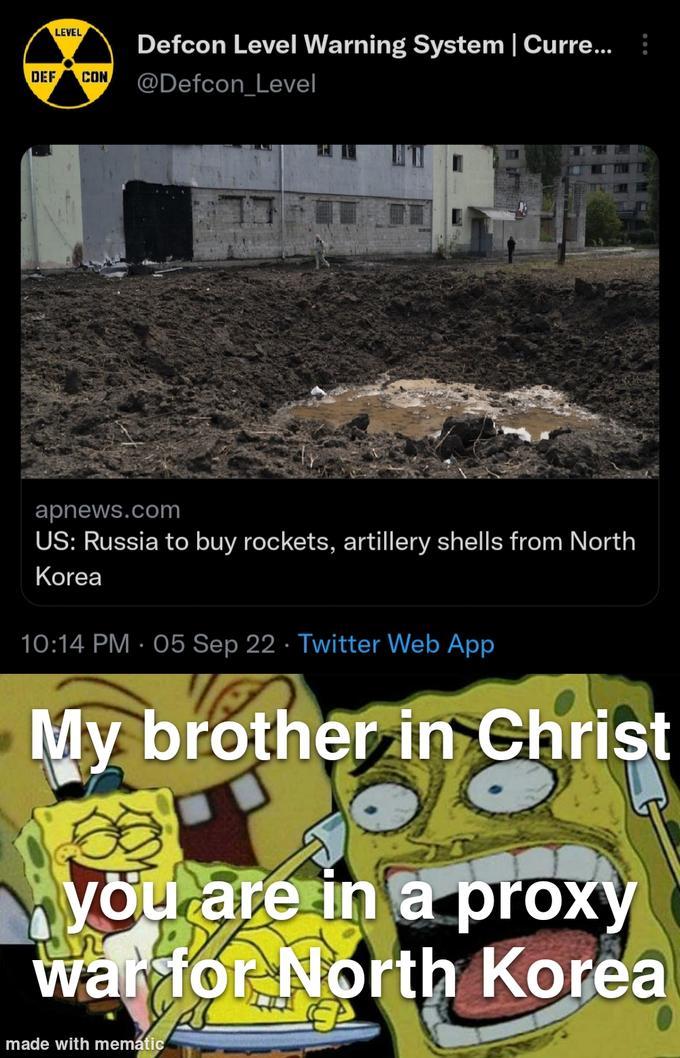 LEVEL
DEF CON
Defcon Level Warning System | Curre...
@Defcon_Level
apnews.com
US: Russia to buy rockets, artillery shells from North
Korea
10:14 PM · 05 Sep 22 · Twitter Web App
My brother in Christ
you are in a proxy
war for North Korea
made with mematic